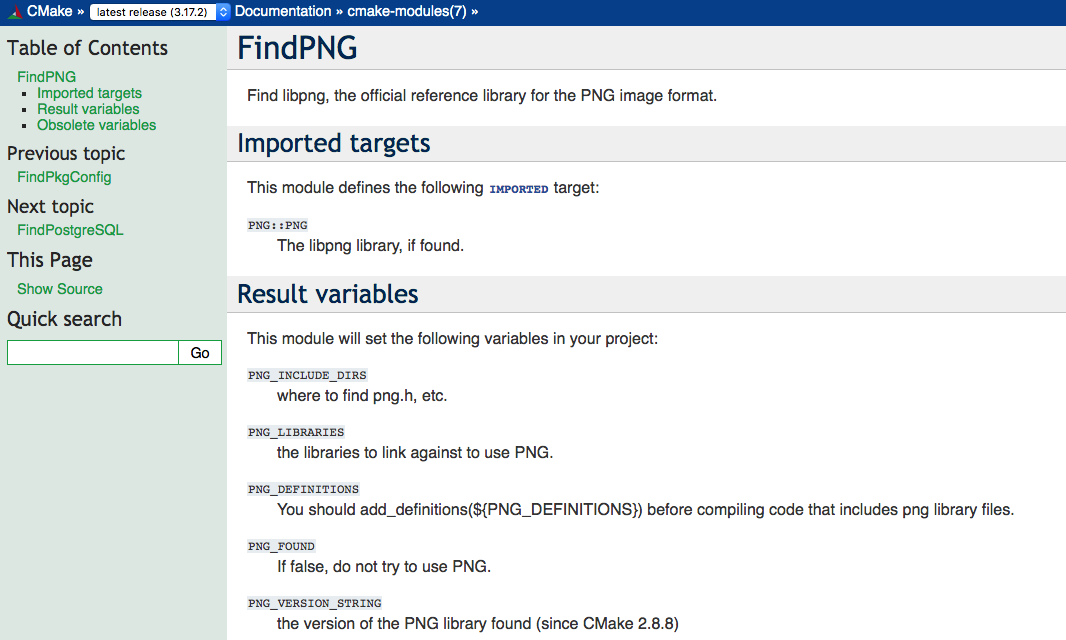 CMake » latest release (3.17.2) Documentation » cmake-modules(7) »
Table of Contents
FindPNG
Imported targets
Result variables
Obsolete variables
Previous topic
FindPkgConfig
Next topic
FindPostgreSQL
This Page
Show Source
Quick search
Go
FindPNG
Find libpng, the official reference library for the PNG image format.
Imported targets
This module defines the following IMPORTED target:
PNG::PNG
The libpng library, if found.
Result variables
This module will set the following variables in your project:
PNG_INCLUDE_DIRS
where to find png.h, etc.
PNG_LIBRARIES
the libraries to link against to use PNG.
PNG_DEFINITIONS
You should add_definitions(${PNG_DEFINITIONS}) before compiling code that includes png library files.
PNG_FOUND
If false, do not try to use PNG.
PNG_VERSION_STRING
the version of the PNG library found (since CMake 2.8.8)